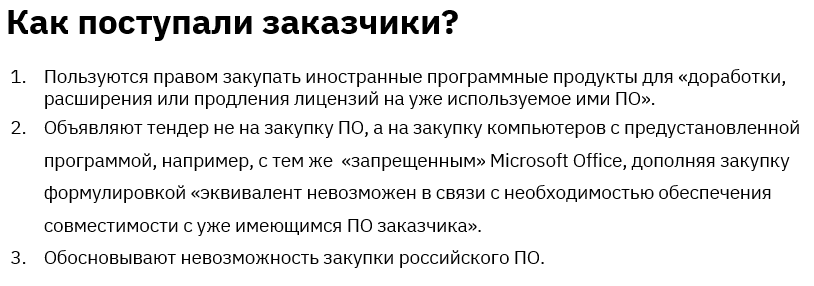 Как поступали заказчики?
1. Пользуются правом закупать иностранные программные продукты для «доработки,
расширения или продления лицензий на уже используемое ими ПО».
2. Объявляют тендер не на закупку ПО, а на закупку компьютеров с предустановленной
программой, например, с тем же «запрещенным» Microsoft Office, дополняя закупку
формулировкой «эквивалент невозможен в связи с необходимостью обеспечения
совместимости с уже имеющимся ПО заказчика».
3. Обосновывают невозможность закупки российского ПО.